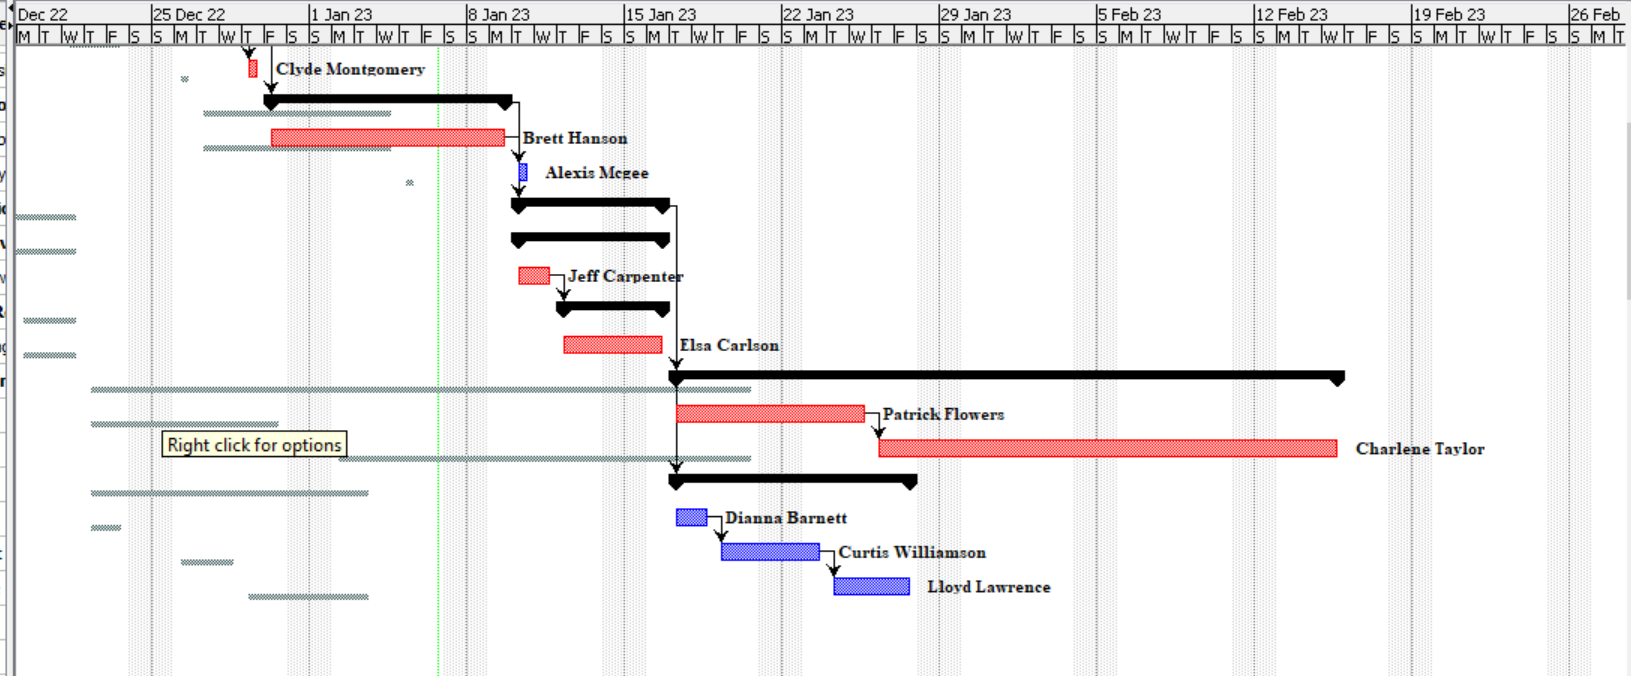 Dec 22 25 Dec 22 1 Jan 23 8 Jan 23 15 Jan 23 22 Jan 23 29 Jan 23 5 Feb 23 12 Feb 23 19 Feb 23 26 Feb
M T W T F S S M T W T F S S M T W T F S S M T W T F S S M T W T F S S M T W T F S S M T W T F S S M T W T F S S M T W T F S S M T W T F S S M T
Clyde Montgomery
Brett Hanson
Alexis Mcgee
Jeff Carpenter
Elsa Carlson
Patrick Flowers
Right click for options
Charlene Taylor
Dianna Barnett
Curtis Williamson
Lloyd Lawrence